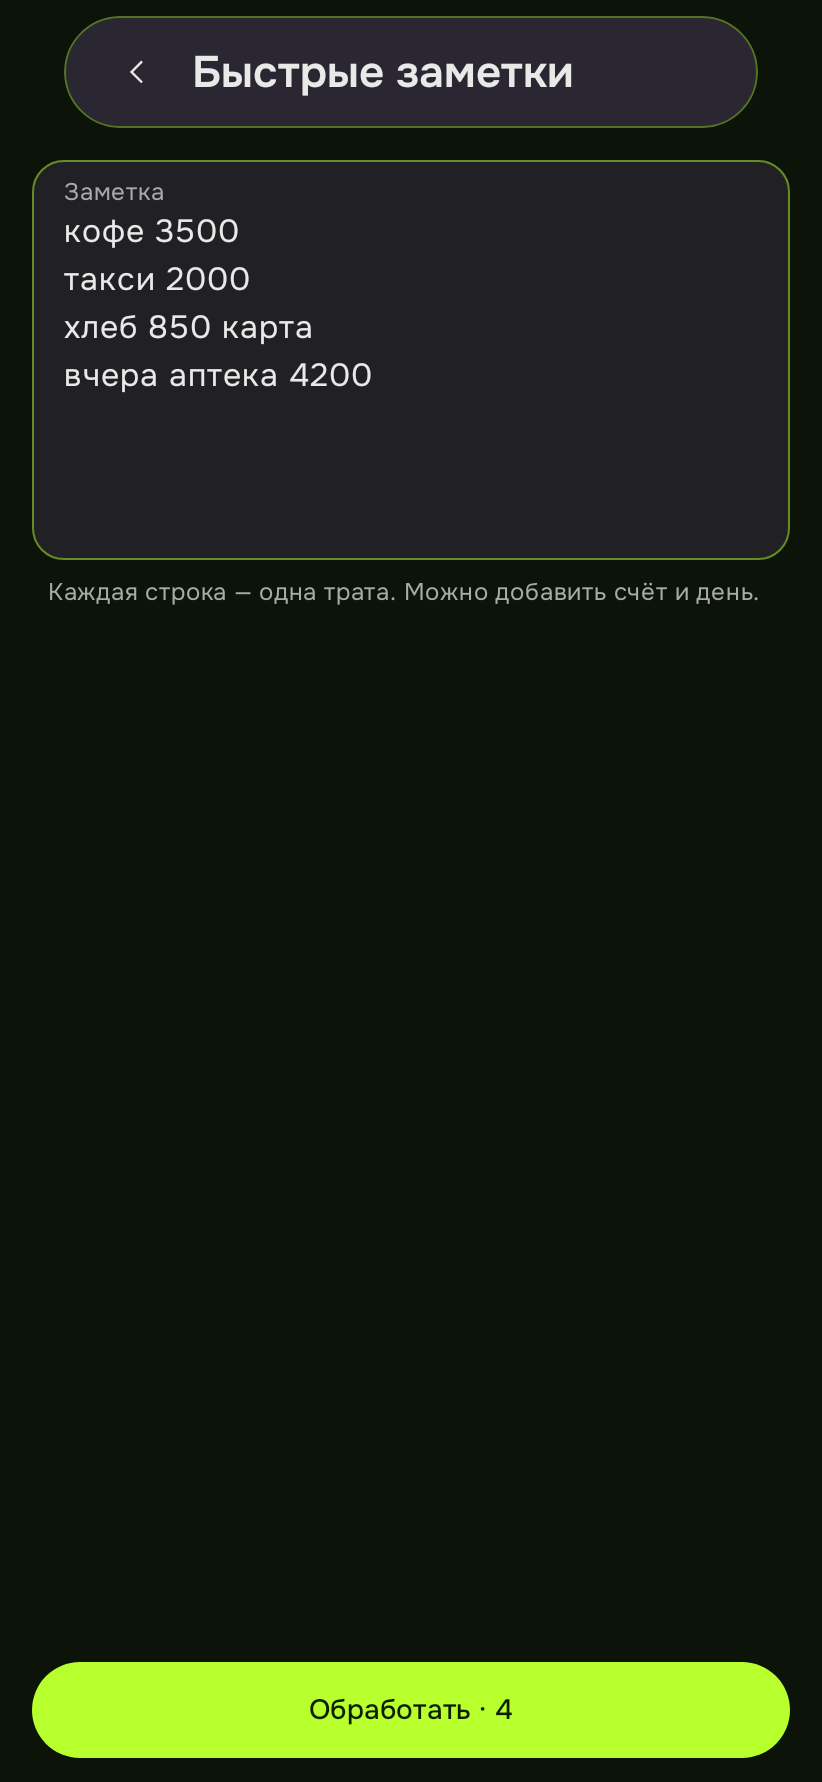 Быстрые заметки
Заметка
кофе 3500
такси 2000
хлеб 850 карта
вчера аптека 4200
Каждая строка — одна трата. Можно добавить счёт и день.
Обработать · 4